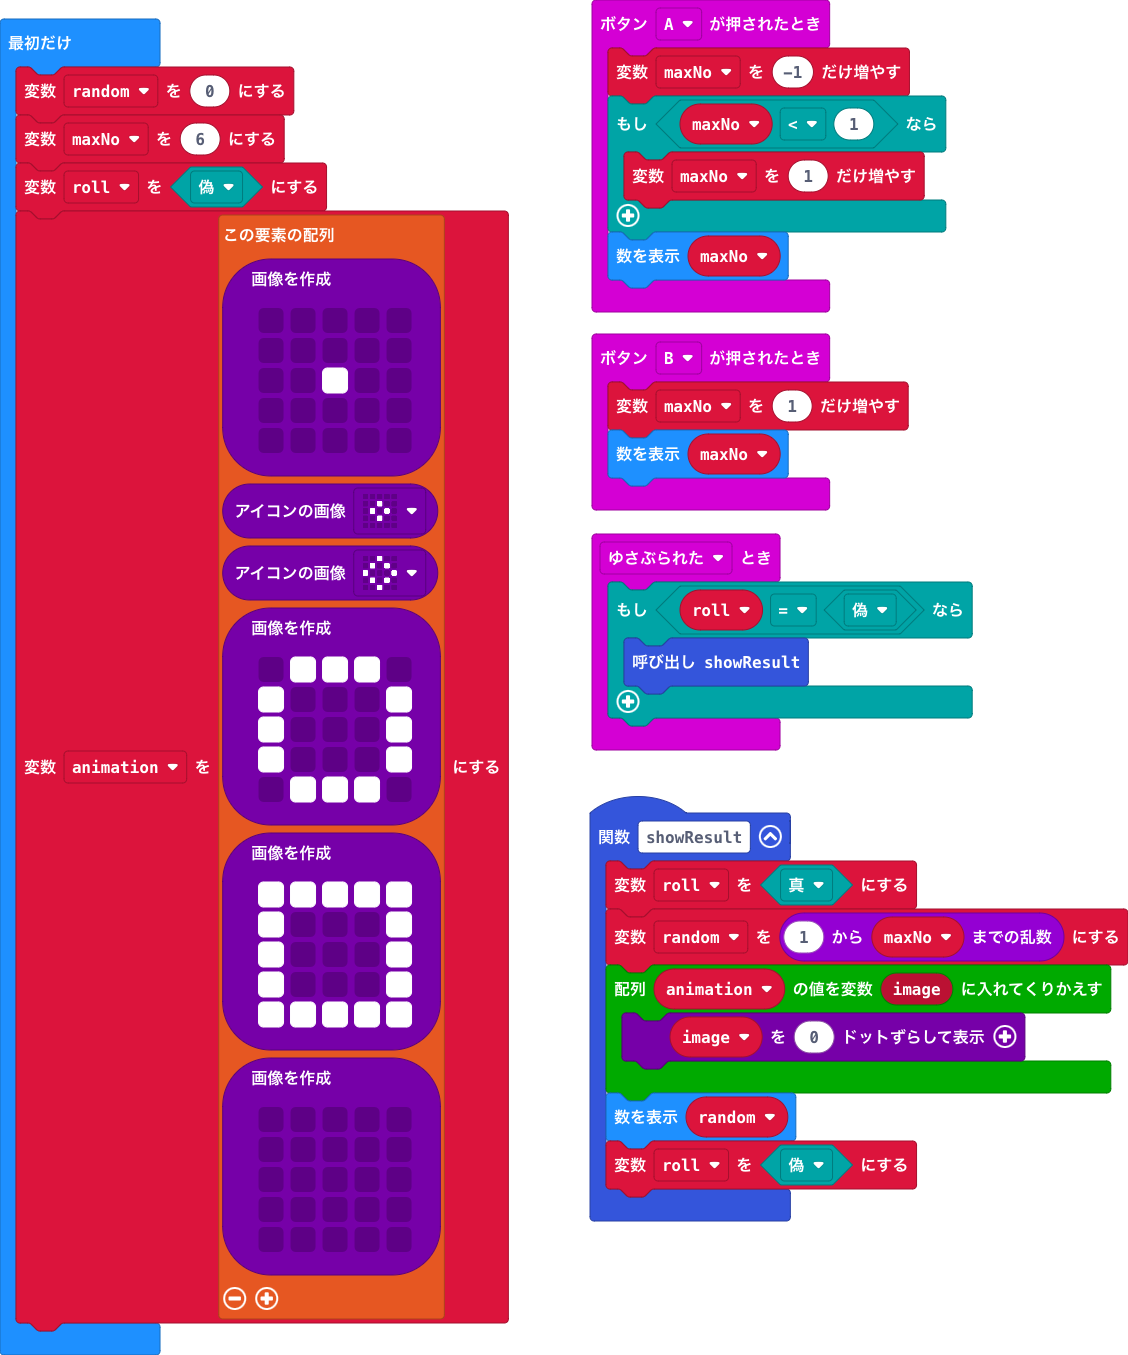 最初だけ
変数 random を 0 にする
変数 maxNo を 6 にする
変数 roll を 偽 にする
変数 animation を にする
この要素の配列
画像を作成
アイコンの画像
アイコンの画像
画像を作成
画像を作成
画像を作成
ボタン A が押されたとき
変数 maxNo を -1 だけ増やす
もし maxNo < 1 なら
変数 maxNo を 1 だけ増やす
数を表示 maxNo
ボタン B が押されたとき
変数 maxNo を 1 だけ増やす
数を表示 maxNo
ゆさぶられた とき
もし roll = 偽 なら
呼び出し showResult
関数 showResult
変数 roll を 真 にする
変数 random を 1 から maxNo までの乱数 にする
配列 animation の値を変数 image に入れてくりかえす
image を 0 ドットずらして表示
数を表示 random
変数 roll を 偽 にする